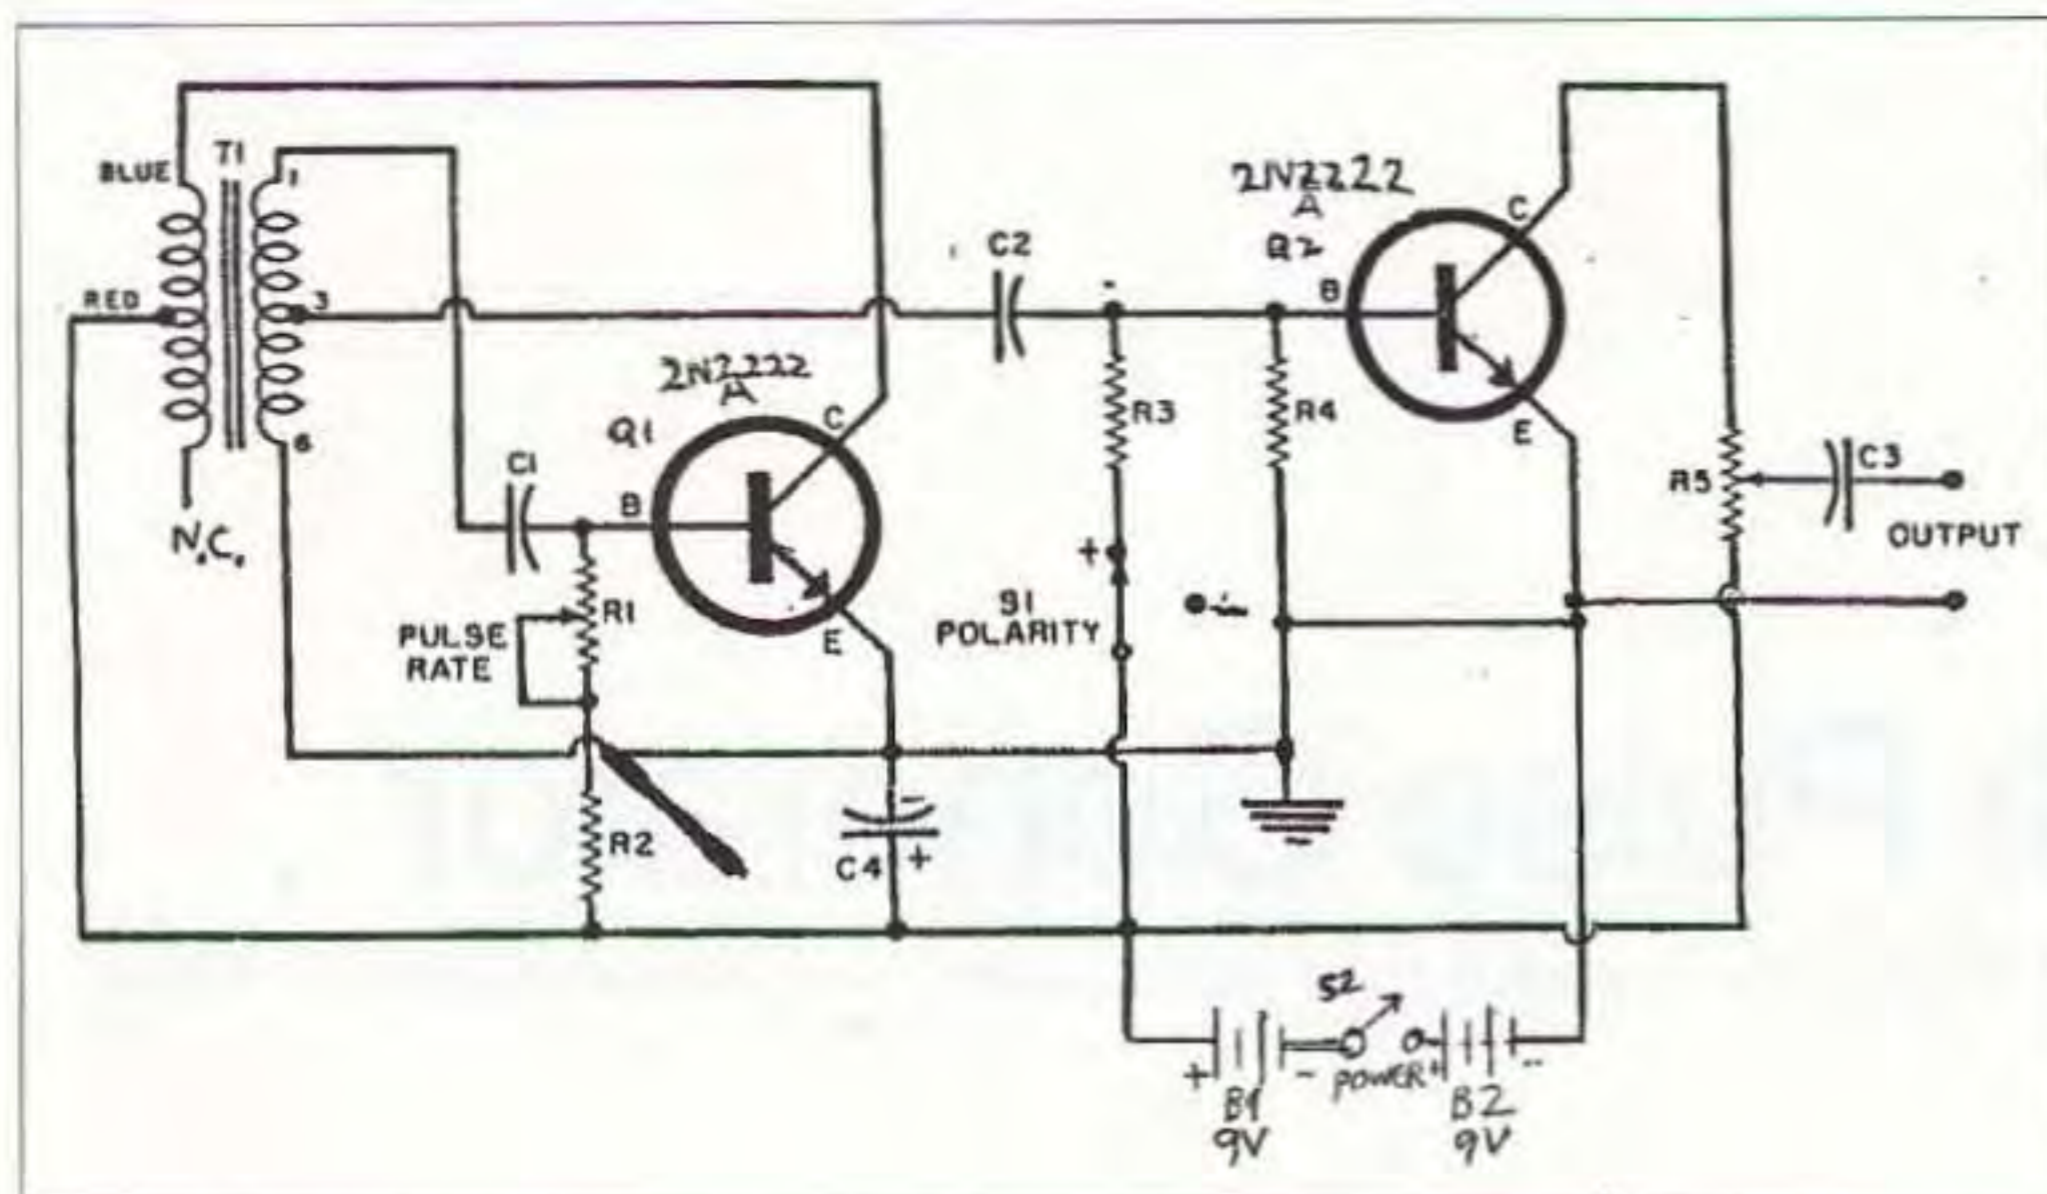 BLUE
T1
1
RED
3
6
N.C.
C1
B
Q1
2N2222
A
C
E
R1
PULSE
RATE
R2
C4
-
+
C2
R3
+
S1
POLARITY
R4
2N2222
A
Q2
B
C
E
R5
C3
OUTPUT
S2
+
-
POWER
+
--
B1
9V
B2
9V